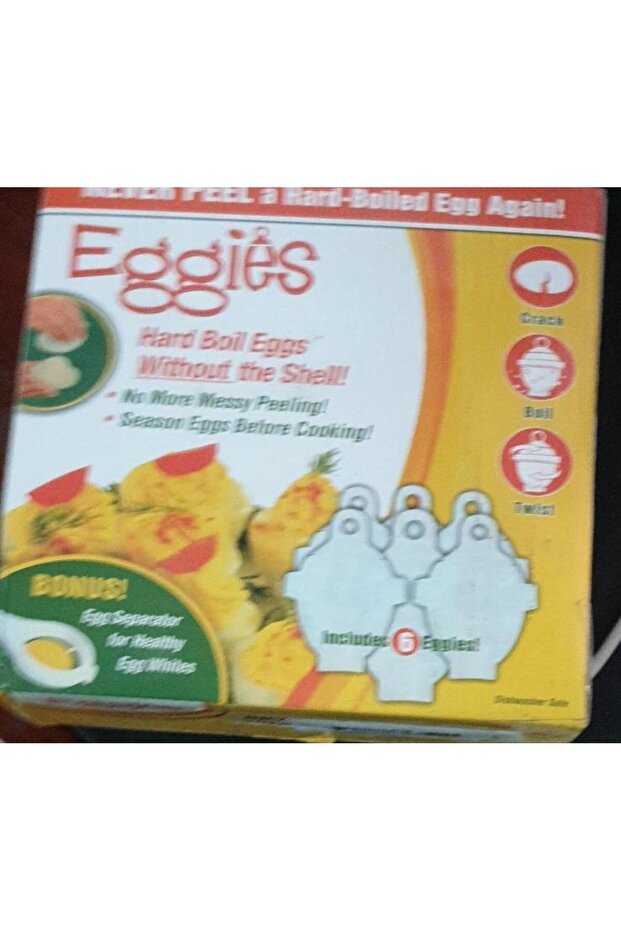 NEVER PEEL a Hard-Boiled Egg Again!
Eggies
Hard Boil Eggs
Without the Shell!
• No More Messy Peeling!
• Season Eggs Before Cooking!
Crack
Boil
Twist
BONUS!
Egg Separator
for Healthy
Egg Whites
Includes 6 Eggies!
Dishwasher Safe